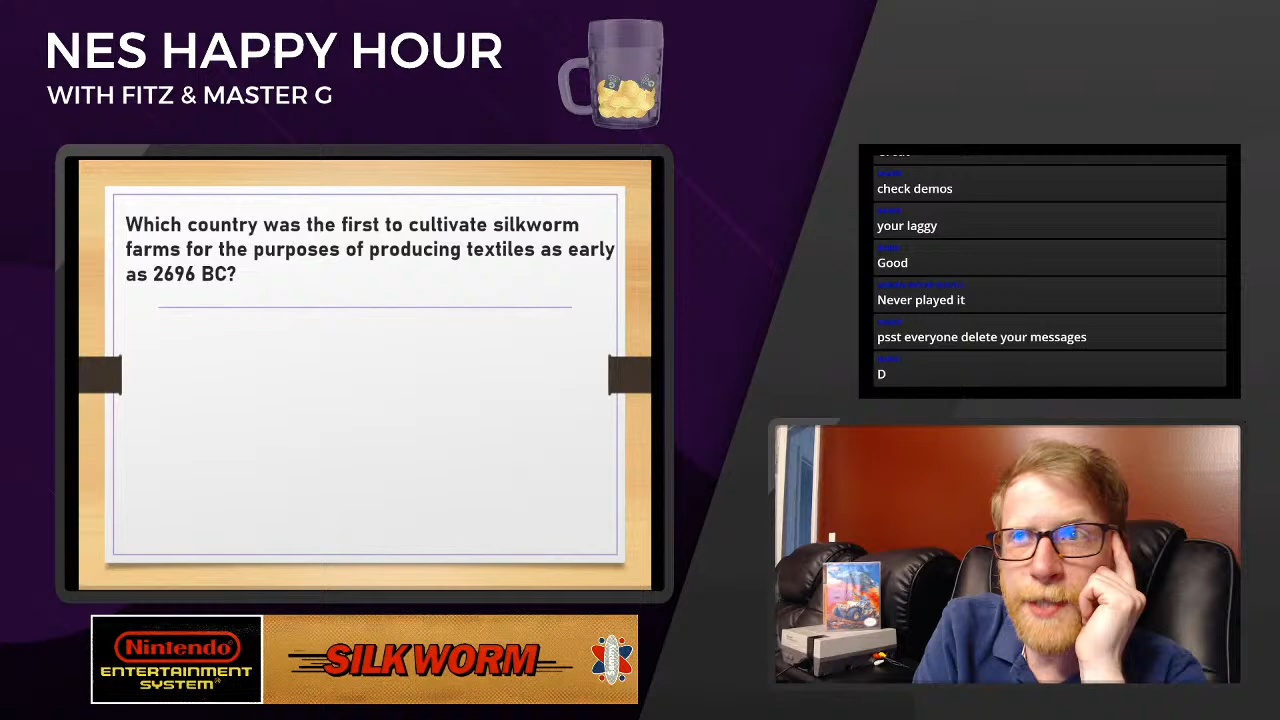 NES HAPPY HOUR
WITH FITZ & MASTER G
Which country was the first to cultivate silkworm
farms for the purposes of producing textiles as early
as 2696 BC?
check demos
your laggy
Good
Never played it
psst everyone delete your messages
D
Nintendo®
ENTERTAINMENT
SYSTEM®
SILKWORM